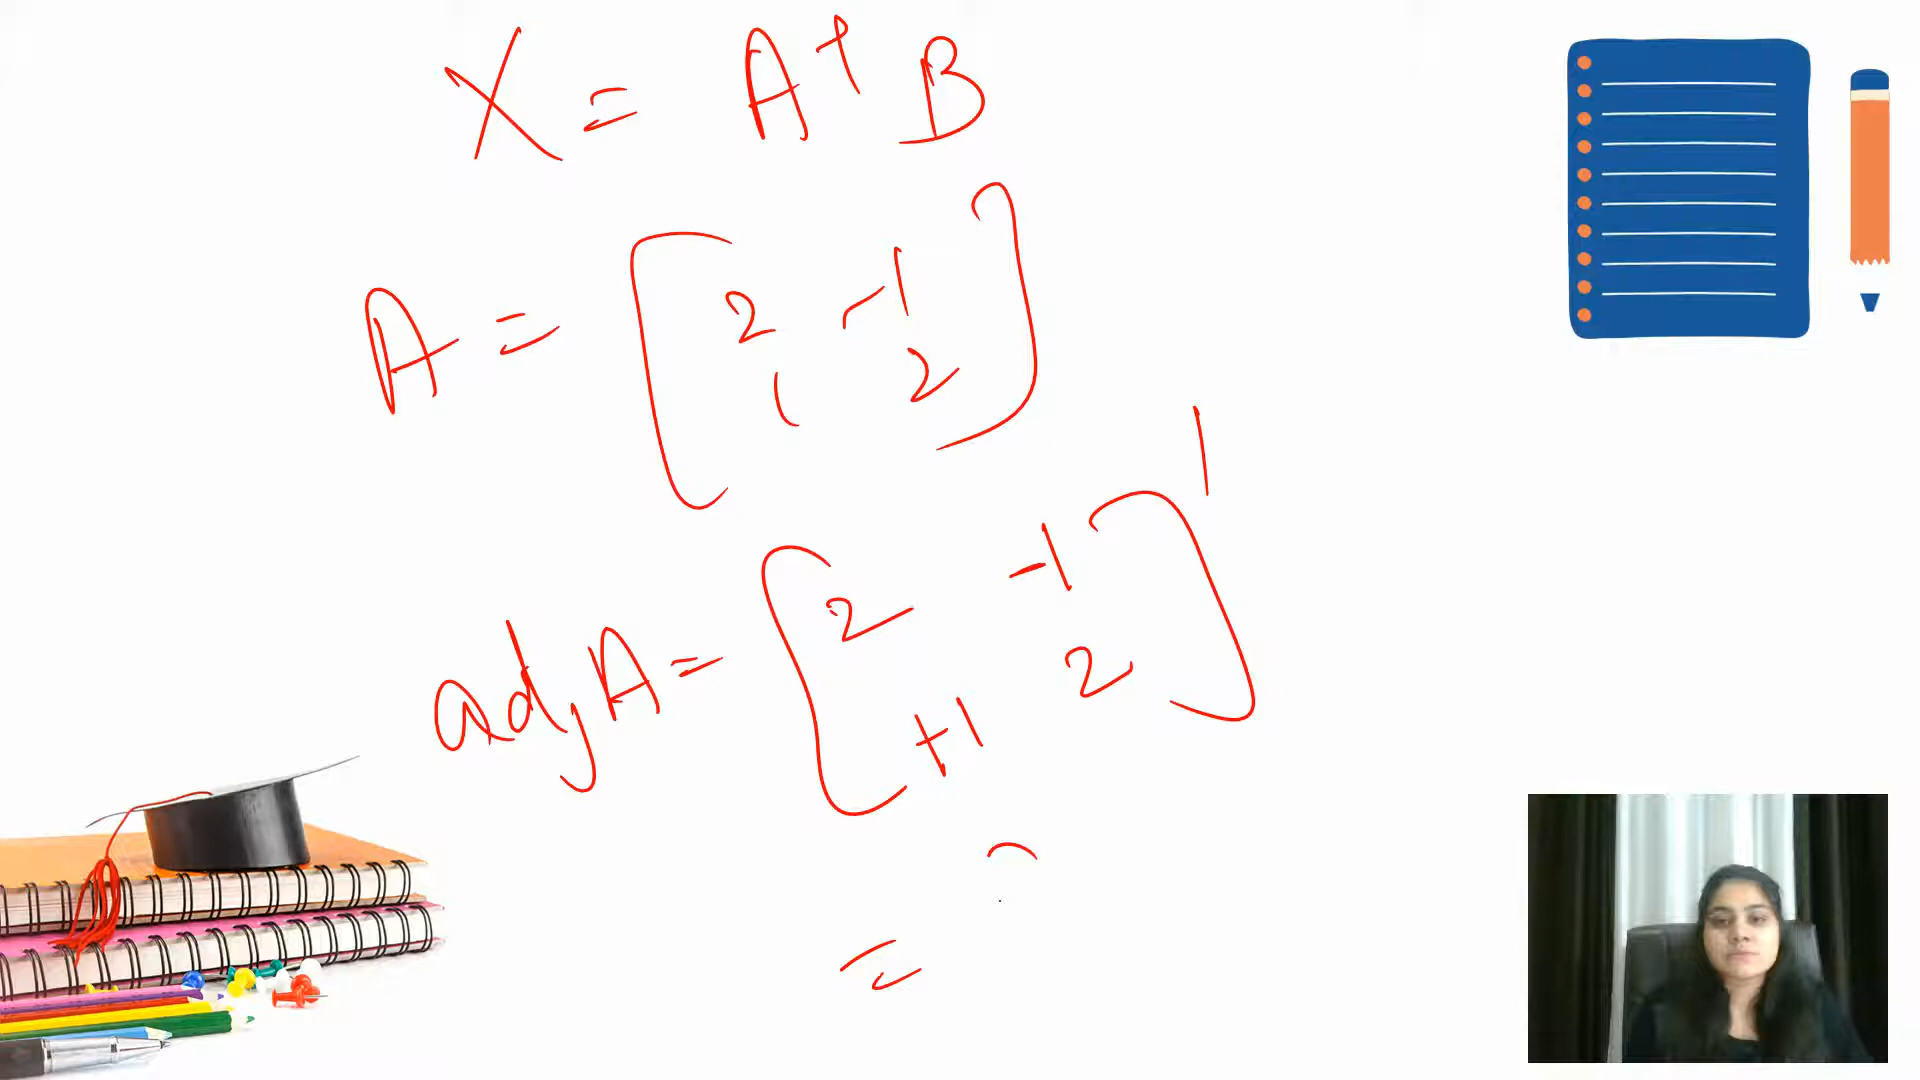 X = A⁻¹ B
A = [ 2 -1
1 2 ]
adj A = [ 2 -1
+1 2 ]'
=